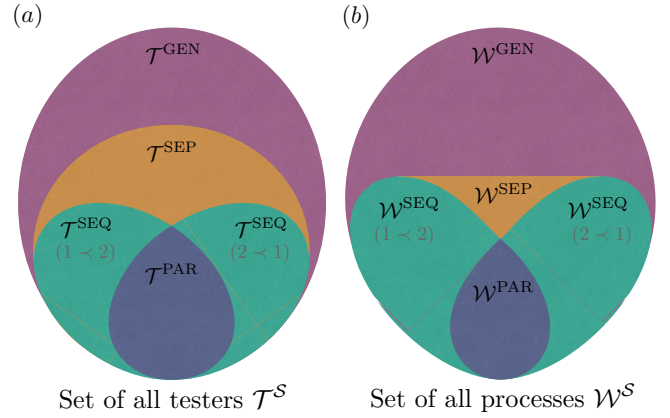 (a)
𝒯^GEN
𝒯^SEP
𝒯^SEQ
(1 ≺ 2)
𝒯^SEQ
(2 ≺ 1)
𝒯^PAR
Set of all testers 𝒯^𝒮
(b)
𝒲^GEN
𝒲^SEP
𝒲^SEQ
(1 ≺ 2)
𝒲^SEQ
(2 ≺ 1)
𝒲^PAR
Set of all processes 𝒲^𝒮